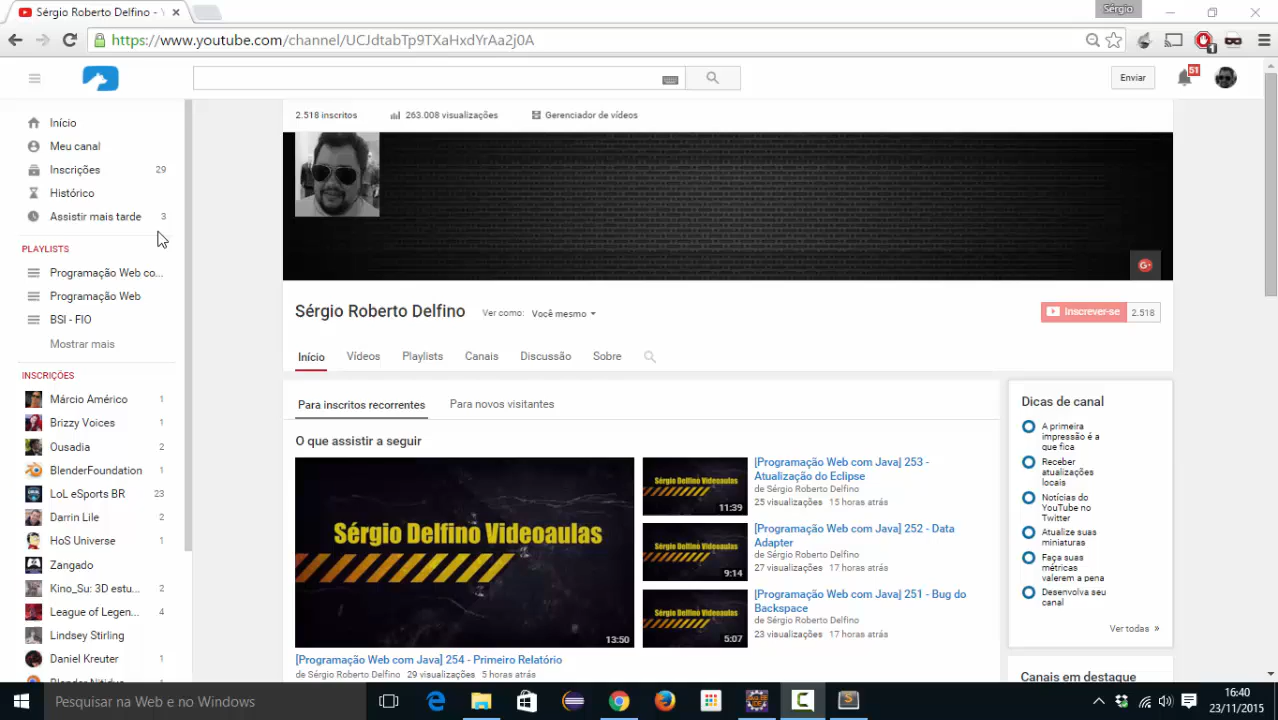 Sérgio Roberto Delfino -
Sérgio
https://www.youtube.com/channel/UCJdtabTp9TXaHxdYrAa2j0A
1
Enviar
51
Início
Meu canal
Inscrições 29
Histórico
Assistir mais tarde 3
PLAYLISTS
Programação Web co...
Programação Web
BSI - FIO
Mostrar mais
INSCRIÇÕES
Márcio Américo 1
Brizzy Voices 1
Ousadia 2
BlenderFoundation 1
LoL eSports BR 23
Darrin Lile 2
HoS Universe 1
Zangado
Kino_Su: 3D estu... 2
League of Legen... 4
Lindsey Stirling
Daniel Kreuter 1
2.518 inscritos 263.008 visualizações Gerenciador de vídeos
G+
Sérgio Roberto Delfino Ver como: Você mesmo
Inscrever-se 2.518
Início Vídeos Playlists Canais Discussão Sobre
Para inscritos recorrentes Para novos visitantes
O que assistir a seguir
Sérgio Delfino Videoaulas
13:50
[Programação Web com Java] 254 - Primeiro Relatório
de Sérgio Roberto Delfino
29 visualizações 5 horas atrás
Sérgio Delfino Videoaulas
11:39
[Programação Web com Java] 253 -
Atualização do Eclipse
de Sérgio Roberto Delfino
25 visualizações 15 horas atrás
Sérgio Delfino Videoaulas
9:14
[Programação Web com Java] 252 - Data
Adapter
de Sérgio Roberto Delfino
27 visualizações 17 horas atrás
Sérgio Delfino Videoaulas
5:07
[Programação Web com Java] 251 - Bug do
Backspace
de Sérgio Roberto Delfino
23 visualizações 17 horas atrás
Dicas de canal
A primeira
impressão é a
que fica
Receber
atualizações
locais
Notícias do
YouTube no
Twitter
Atualize suas
miniaturas
Faça suas
métricas
valerem a pena
Desenvolva seu
canal
Ver todas »
Canais em destaque
Pesquisar na Web e no Windows
16:40
23/11/2015